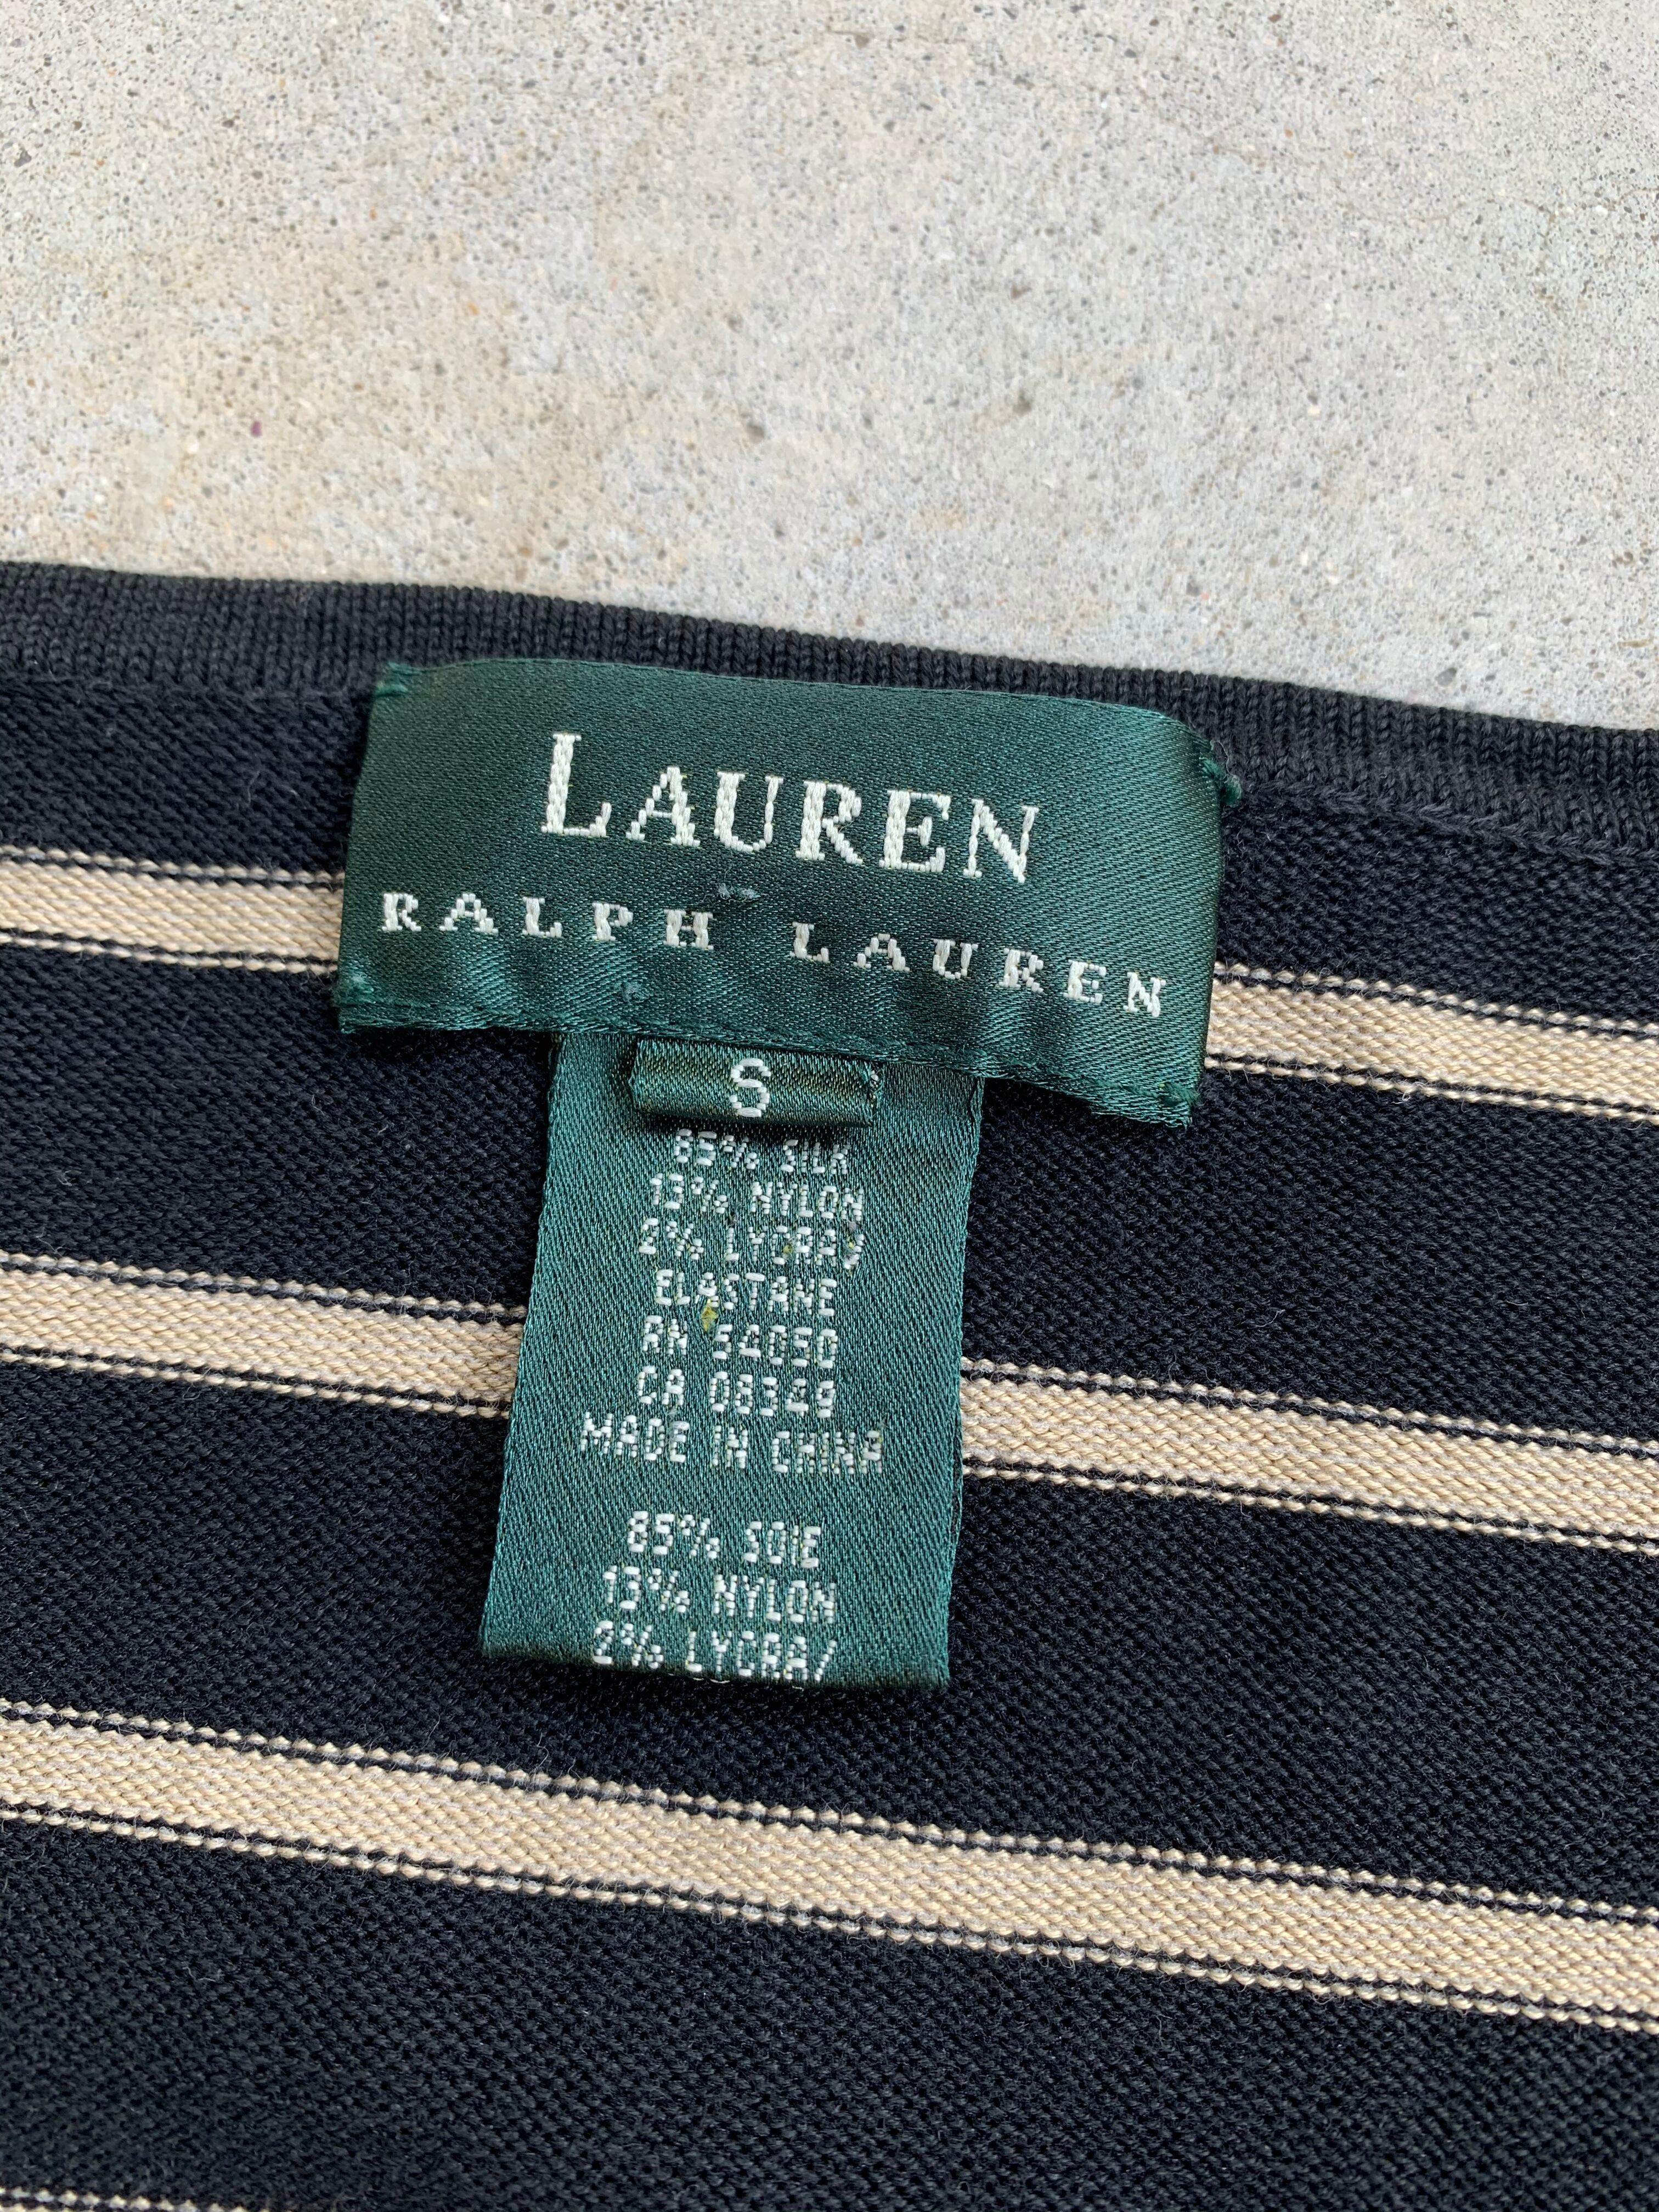 LAUREN
RALPH LAUREN
S
85% SILK
13% NYLON
2% LYCRA/
ELASTANE
RN 54050
CA 08349
MADE IN CHINA
85% SOIE
13% NYLON
2% LYCRA/